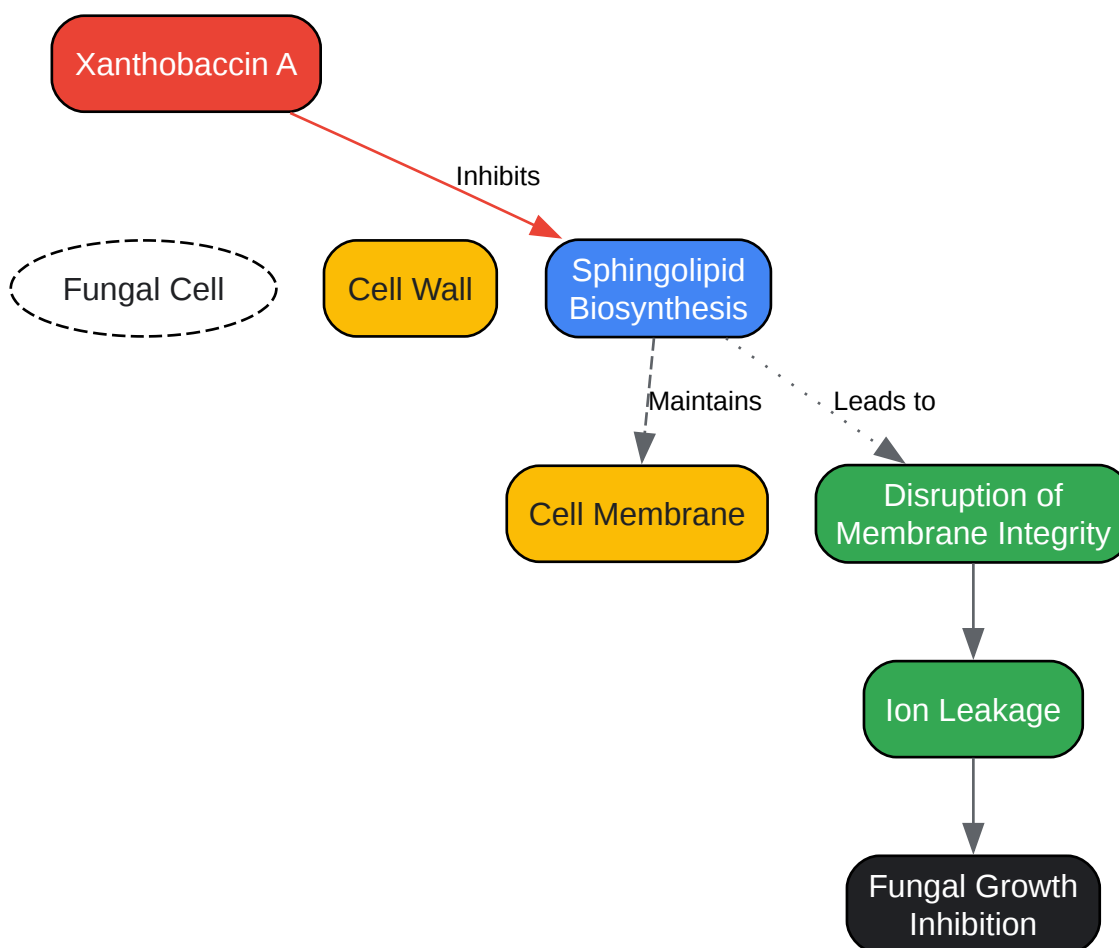 Xanthobaccin A
Inhibits
Fungal Cell
Cell Wall
Sphingolipid
Biosynthesis
Maintains
Leads to
Cell Membrane
Disruption of
Membrane Integrity
Ion Leakage
Fungal Growth
Inhibition